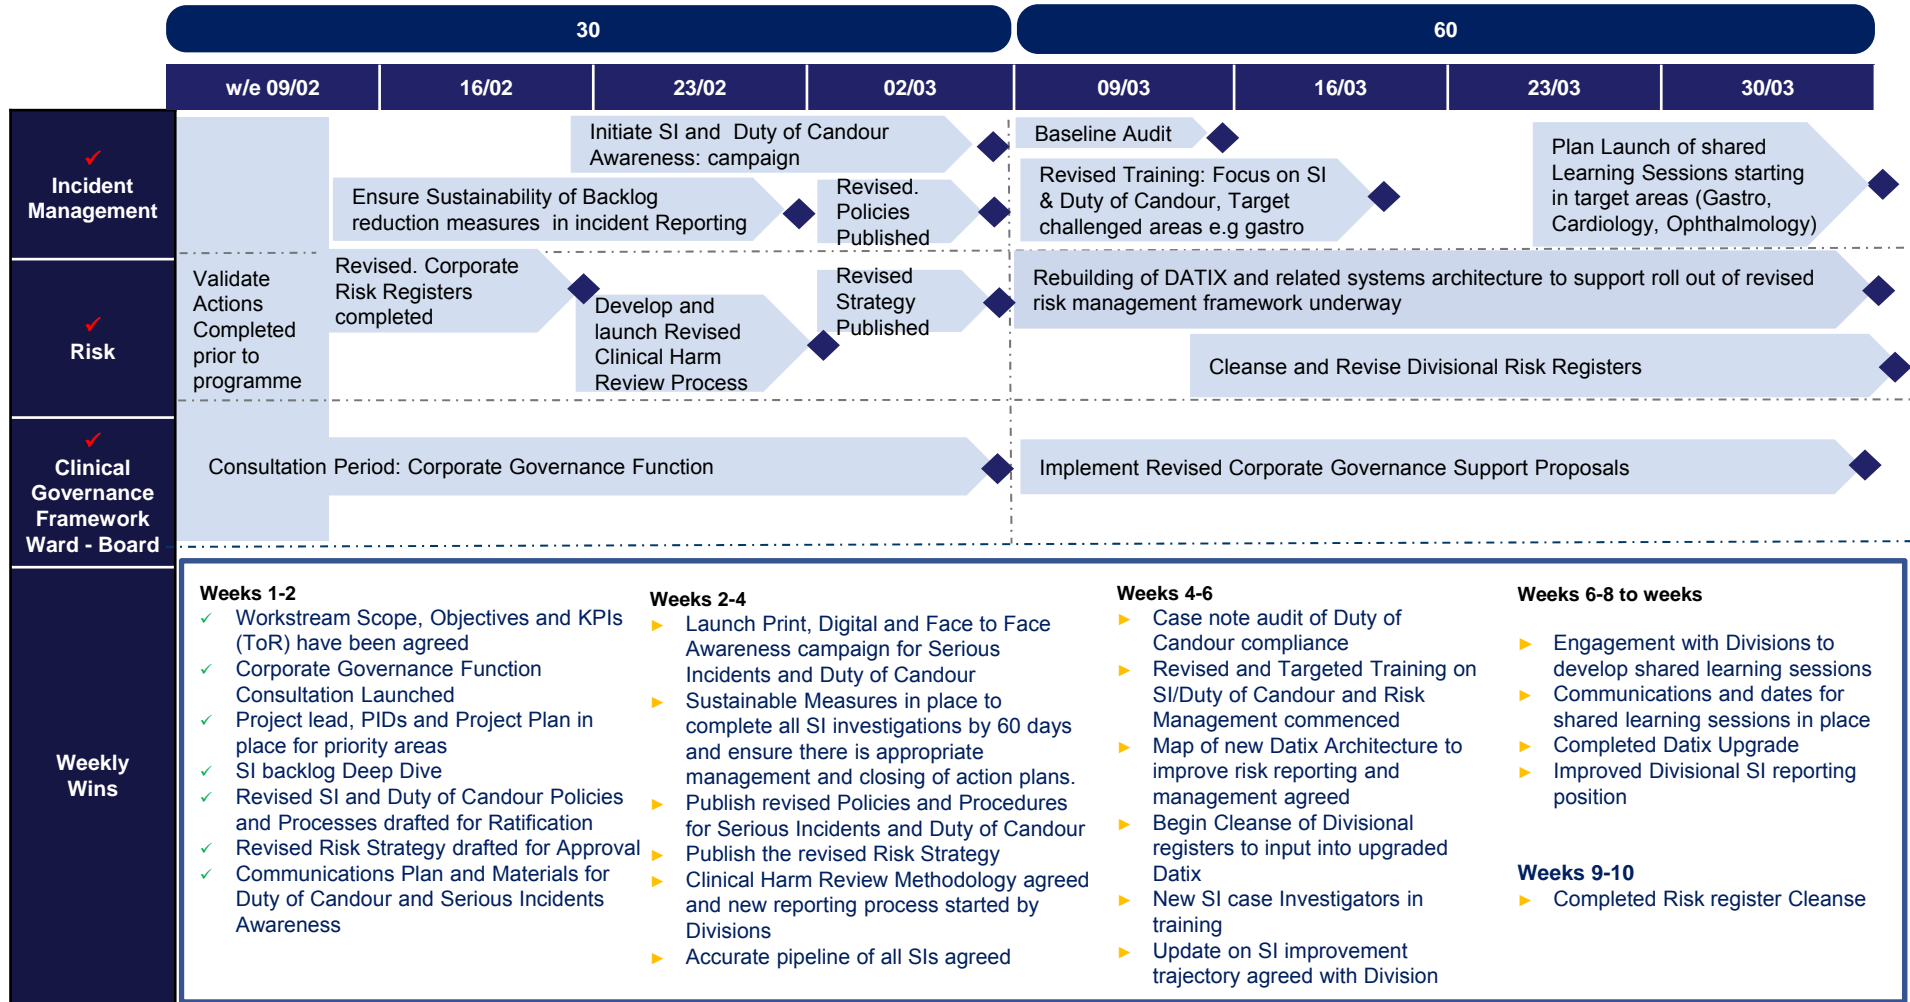 30
60
w/e 09/02
16/02
23/02
02/03
09/03
16/03
23/03
30/03
✓
Incident
Management
Initiate SI and Duty of Candour
Awareness: campaign
Ensure Sustainability of Backlog
reduction measures in incident Reporting
Revised.
Policies
Published
Baseline Audit
Revised Training: Focus on SI
& Duty of Candour, Target
challenged areas e.g gastro
Plan Launch of shared
Learning Sessions starting
in target areas (Gastro,
Cardiology, Ophthalmology)
✓
Risk
Validate
Actions
Completed
prior to
programme
Revised. Corporate
Risk Registers
completed
Develop and
launch Revised
Clinical Harm
Review Process
Revised
Strategy
Published
Rebuilding of DATIX and related systems architecture to support roll out of revised
risk management framework underway
Cleanse and Revise Divisional Risk Registers
✓
Clinical
Governance
Framework
Ward - Board
Consultation Period: Corporate Governance Function
Implement Revised Corporate Governance Support Proposals
Weekly
Wins
Weeks 1-2
✓ Workstream Scope, Objectives and KPIs
(ToR) have been agreed
✓ Corporate Governance Function
Consultation Launched
✓ Project lead, PIDs and Project Plan in
place for priority areas
✓ SI backlog Deep Dive
✓ Revised SI and Duty of Candour Policies
and Processes drafted for Ratification
✓ Revised Risk Strategy drafted for Approval
✓ Communications Plan and Materials for
Duty of Candour and Serious Incidents
Awareness
Weeks 2-4
► Launch Print, Digital and Face to Face
Awareness campaign for Serious
Incidents and Duty of Candour
► Sustainable Measures in place to
complete all SI investigations by 60 days
and ensure there is appropriate
management and closing of action plans.
► Publish revised Policies and Procedures
for Serious Incidents and Duty of Candour
► Publish the revised Risk Strategy
► Clinical Harm Review Methodology agreed
and new reporting process started by
Divisions
► Accurate pipeline of all SIs agreed
Weeks 4-6
► Case note audit of Duty of
Candour compliance
► Revised and Targeted Training on
SI/Duty of Candour and Risk
Management commenced
► Map of new Datix Architecture to
improve risk reporting and
management agreed
► Begin Cleanse of Divisional
registers to input into upgraded
Datix
► New SI case Investigators in
training
► Update on SI improvement
trajectory agreed with Division
Weeks 6-8 to weeks
► Engagement with Divisions to
develop shared learning sessions
► Communications and dates for
shared learning sessions in place
► Completed Datix Upgrade
► Improved Divisional SI reporting
position
Weeks 9-10
► Completed Risk register Cleanse